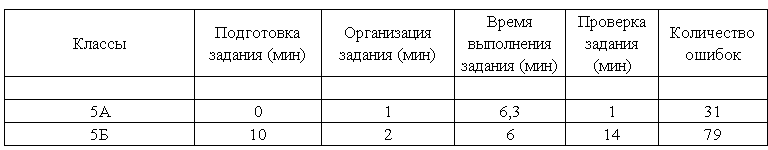 Классы Подготовка задания (мин) Организация задания (мин) Время выполнения задания (мин) Проверка задания (мин) Количество ошибок
5А 0 1 6,3 1 31
5Б 10 2 6 14 79